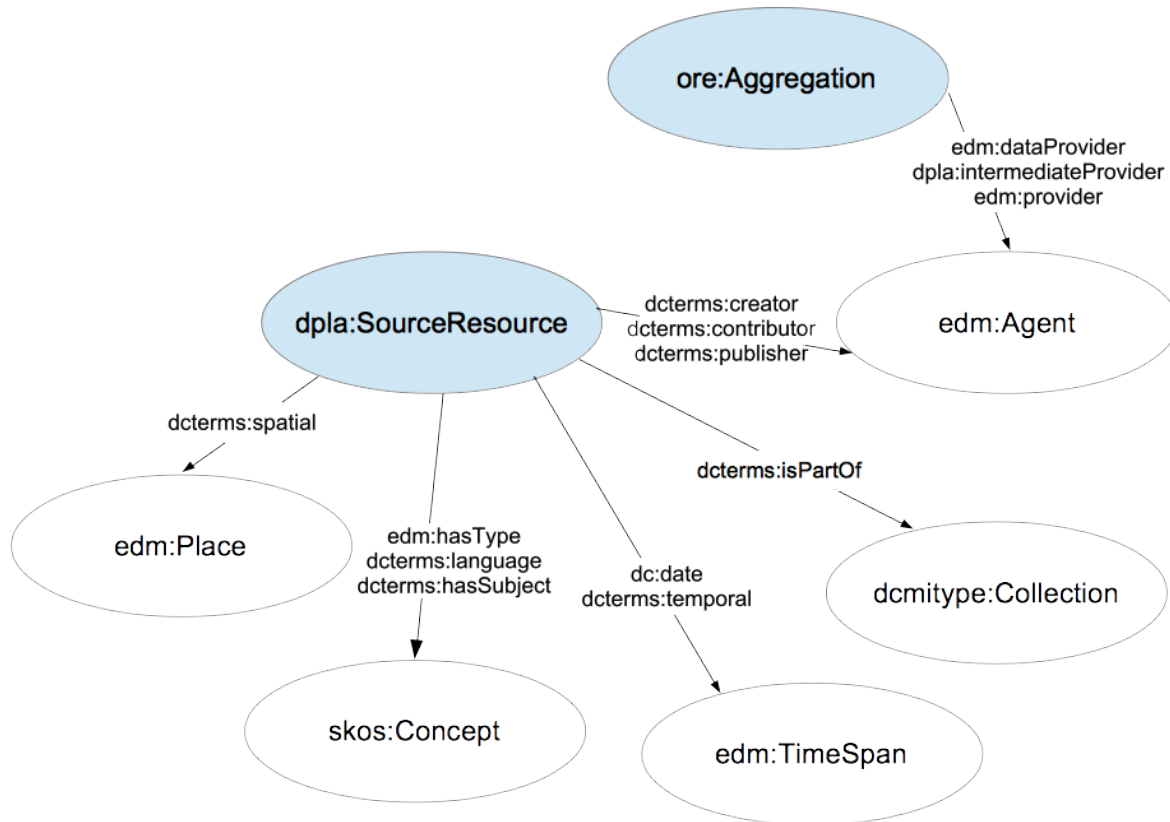 ore:Aggregation
edm:dataProvider
dpla:intermediateProvider
edm:provider
dpla:SourceResource
dcterms:creator
dcterms:contributor
dcterms:publisher
edm:Agent
dcterms:spatial
dcterms:isPartOf
edm:Place
edm:hasType
dcterms:language
dcterms:hasSubject
dc:date
dcterms:temporal
dcmitype:Collection
skos:Concept
edm:TimeSpan